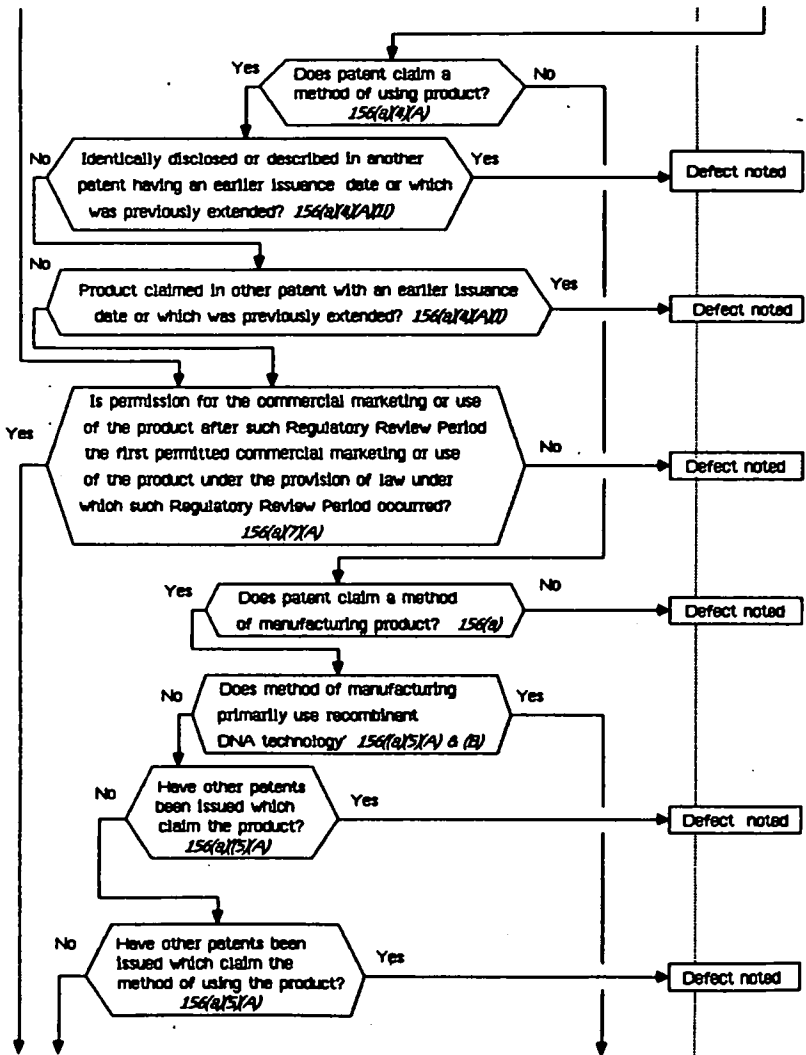 Yes
Does patent claim a
method of using product?
156(a)(4)(A)
No
No
Identically disclosed or described in another
patent having an earlier issuance date or which
was previously extended? 156(a)(4)(A)(II)
Yes
Defect noted
No
Product claimed in other patent with an earlier issuance
date or which was previously extended? 156(a)(4)(A)(I)
Yes
Defect noted
Yes
Is permission for the commercial marketing or use
of the product after such Regulatory Review Period
the first permitted commercial marketing or use
of the product under the provision of law under
which such Regulatory Review Period occurred?
156(a)(7)(A)
No
Defect noted
Yes
Does patent claim a method
of manufacturing product? 156(a)
No
Defect noted
No
Does method of manufacturing
primarily use recombinant
DNA technology' 156((a)(5)(A) & (B)
Yes
No
Have other patents
been issued which
claim the product?
156(a)(5)(A)
Yes
Defect noted
No
Have other patents been
issued which claim the
method of using the product?
156(a)(5)(A)
Yes
Defect noted